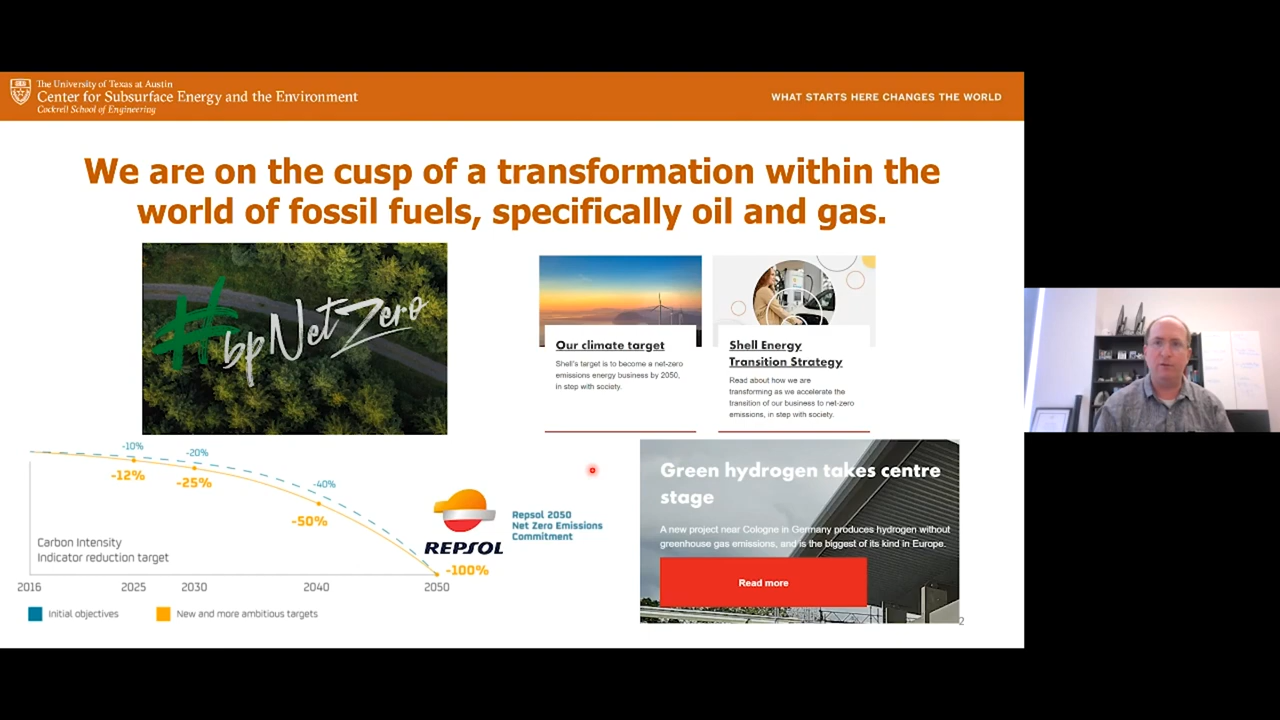 The University of Texas at Austin
Center for Subsurface Energy and the Environment
Cockrell School of Engineering
WHAT STARTS HERE CHANGES THE WORLD
We are on the cusp of a transformation within the
world of fossil fuels, specifically oil and gas.
#bpNetZero
Our climate target
Shell's target is to become a net-zero
emissions energy business by 2050,
in step with society.
Shell Energy
Transition Strategy
Read about how we are
transforming as we accelerate the
transition of our business to net-zero
emissions, in step with society.
-10%
-20%
-40%
-12%
-25%
-50%
-100%
Carbon Intensity
Indicator reduction target
2016 2025 2030 2040 2050
Initial objectives
New and more ambitious targets
REPSOL
Repsol 2050
Net Zero Emissions
Commitment
Green hydrogen takes centre
stage
A new project near Cologne in Germany produces hydrogen without
greenhouse gas emissions, and is the biggest of its kind in Europe.
Read more
2